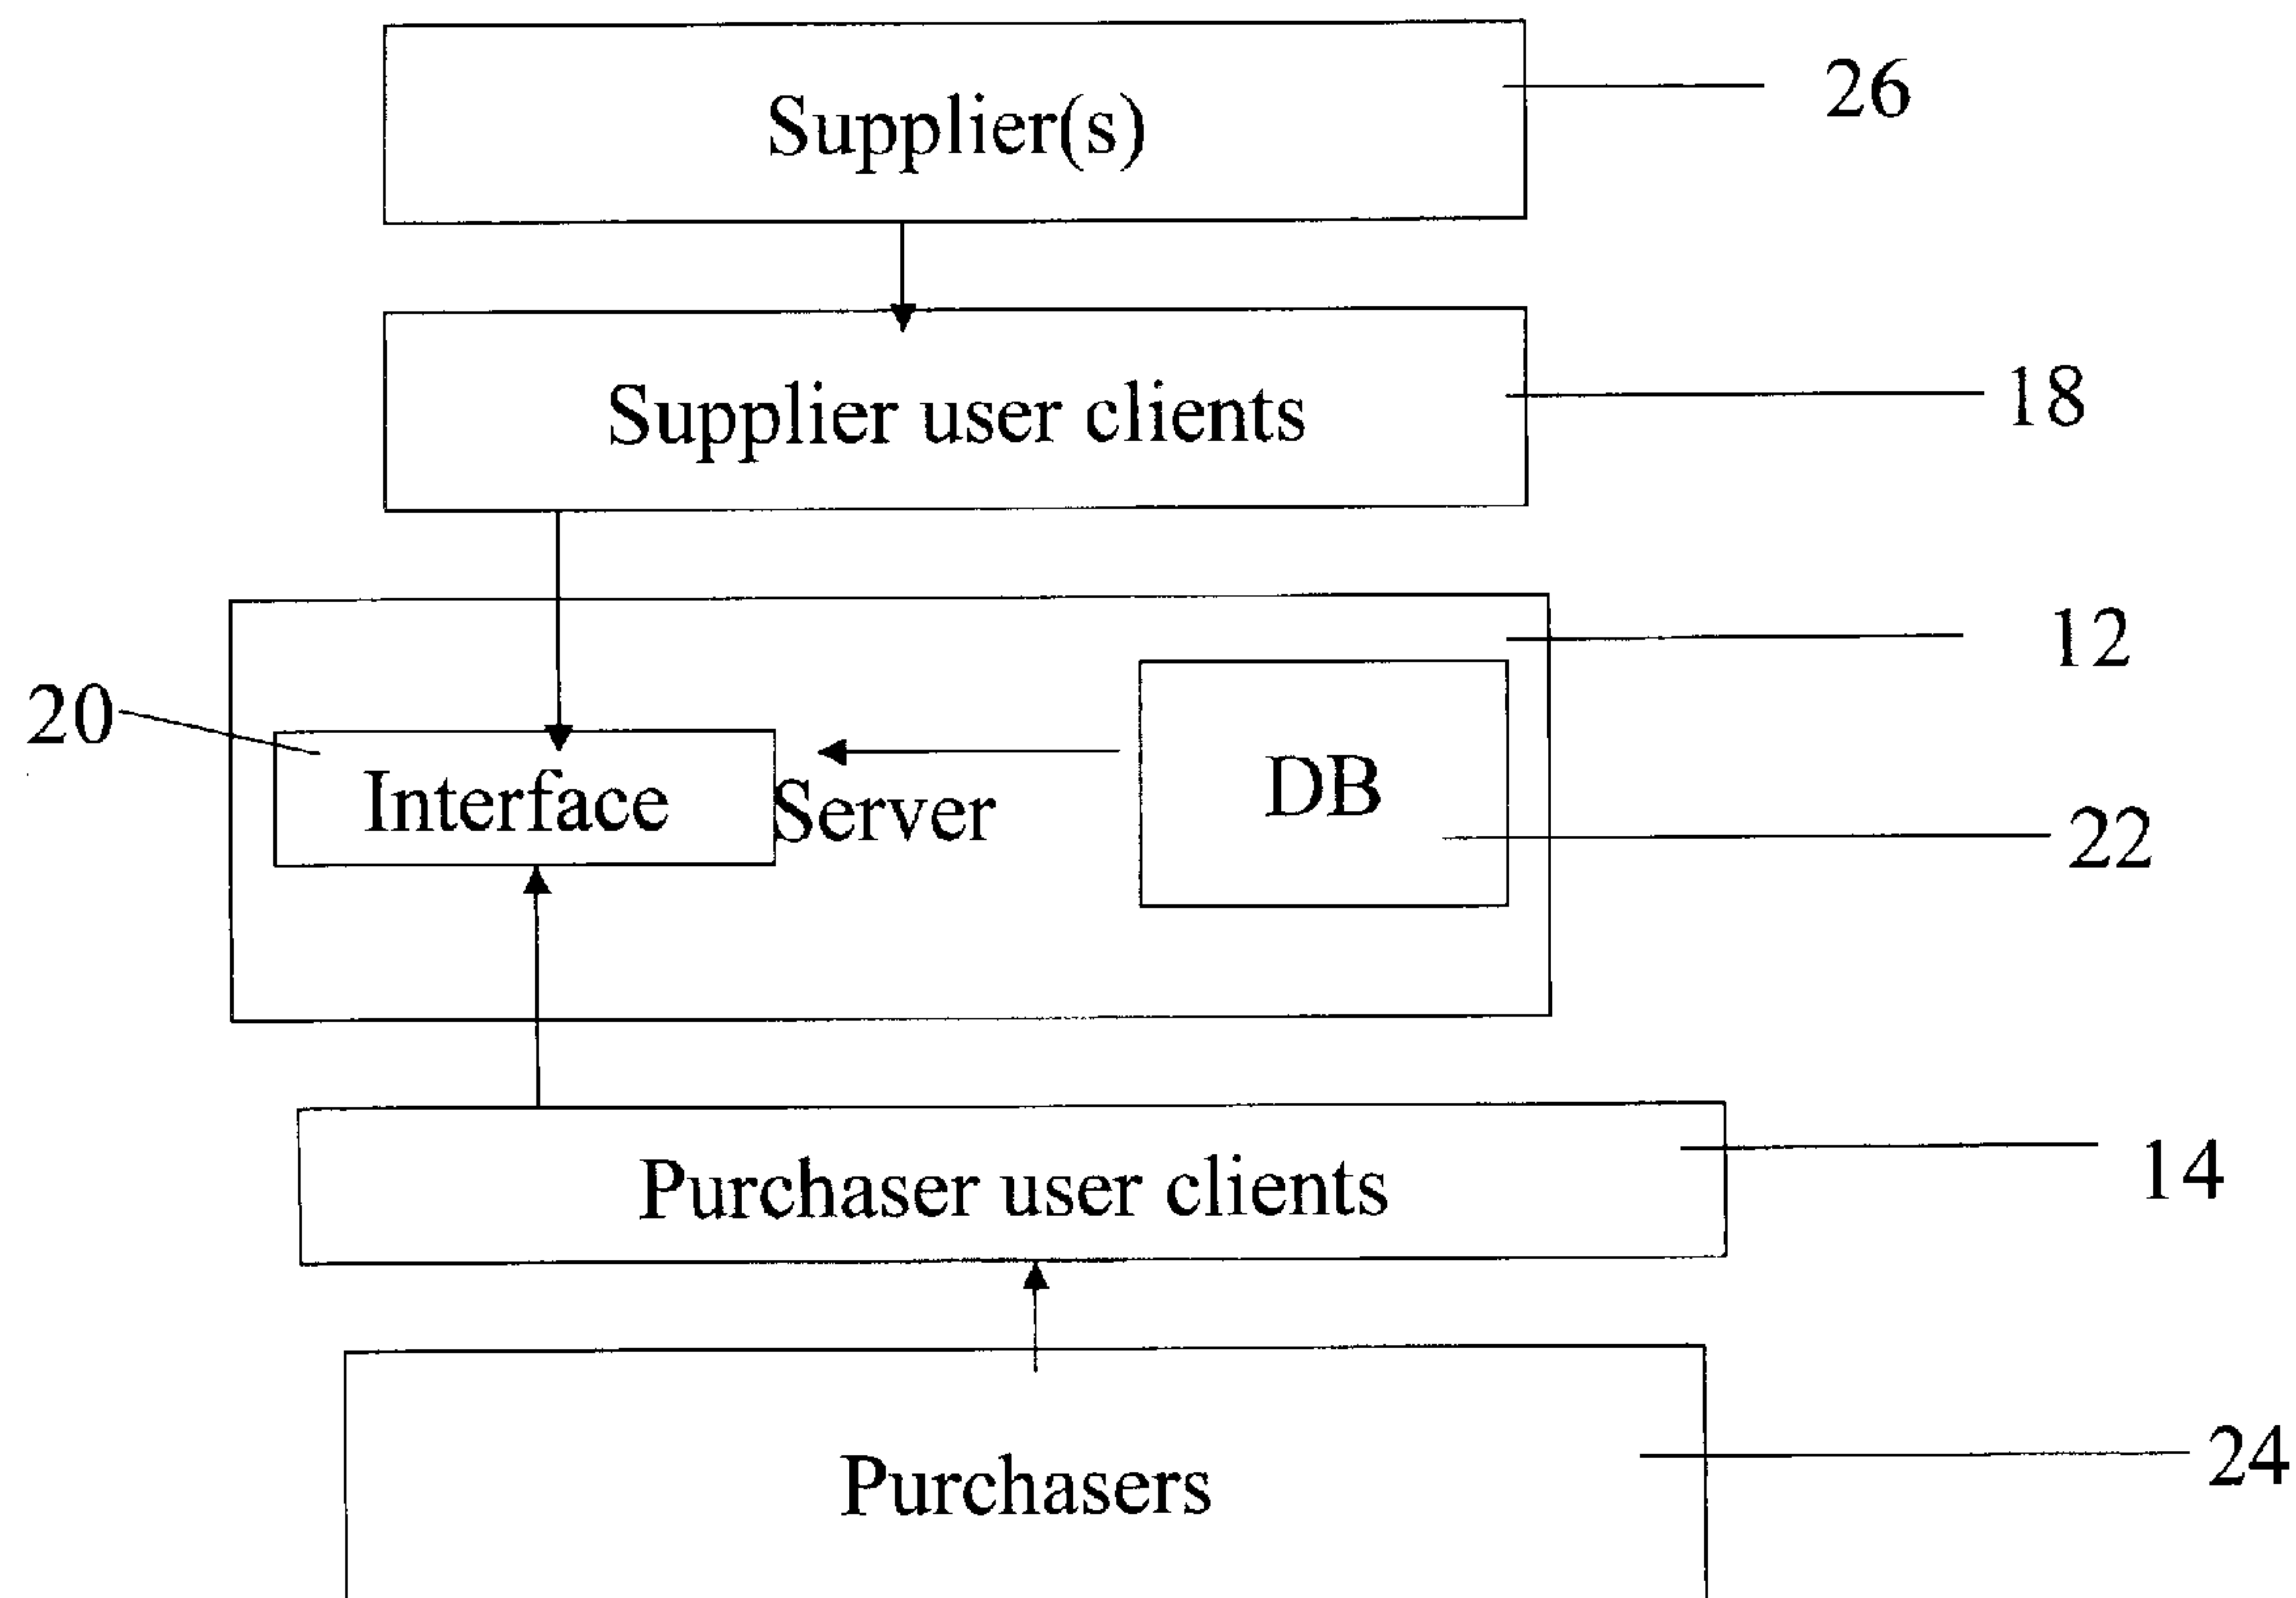 Supplier(s)
26
Supplier user clients
18
12
20
Interface
Server
DB
22
Purchaser user clients
14
Purchasers
24